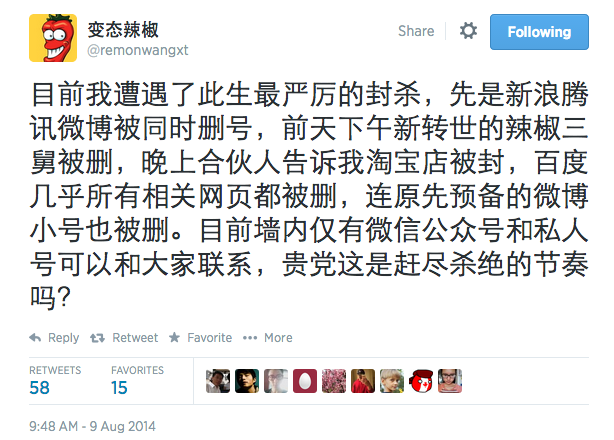 变态辣椒
@remonwangxt
Share
Following
目前我遭遇了此生最严厉的封杀，先是新浪腾
讯微博被同时删号，前天下午新转世的辣椒三
舅被删，晚上合伙人告诉我淘宝店被封，百度
几乎所有相关网页都被删，连原先预备的微博
小号也被删。目前墙内仅有微信公众号和私人
号可以和大家联系，贵党这是赶尽杀绝的节奏
吗？
Reply Retweet Favorite More
RETWEETS FAVORITES
58 15
9:48 AM - 9 Aug 2014